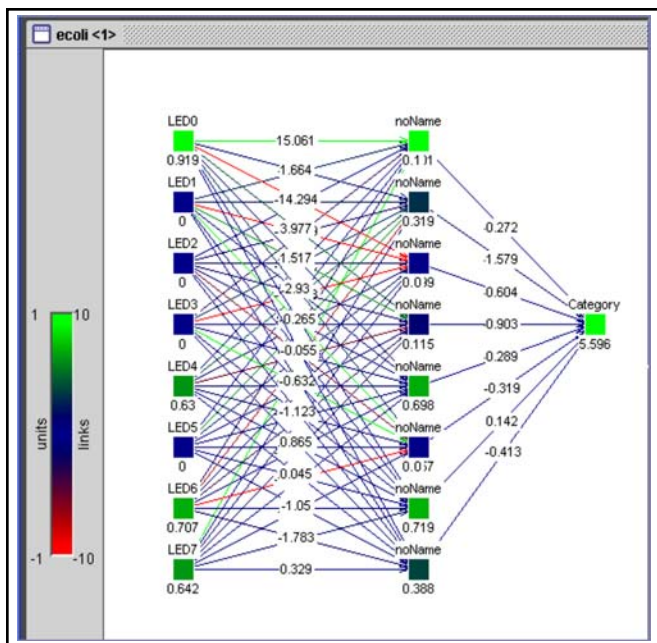 ecoli <1>
LED0 noName
15.061
0.919
LED1 1.664 noName
-14.294
0 3.977 0.319
LED2 1.517 noName
0 2.93
LED3 -0.265 noName Category
-0.055
0 0.115 5.596
LED4 -0.632 noName
-1.123
0.63 0.698
LED5 0.865 noName
0 0.045
LED6 -1.05 noName
0.707 -1.783 0.719
LED7 noName
0.329
0.642 0.388
-0.272
-1.579
-0.604
-0.903
-0.289
-0.319
0.142
-0.413
1 10
units
links
-1 -10